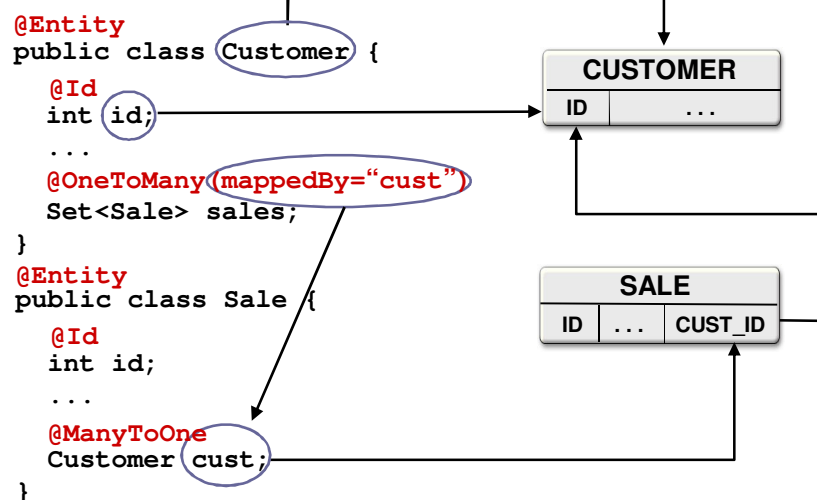 @Entity
public class Customer {
@Id
int id;
...
@OneToMany(mappedBy=“cust”)
Set<Sale> sales;
}
@Entity
public class Sale {
@Id
int id;
...
@ManyToOne
Customer cust;
}
CUSTOMER
ID ...
SALE
ID ... CUST_ID